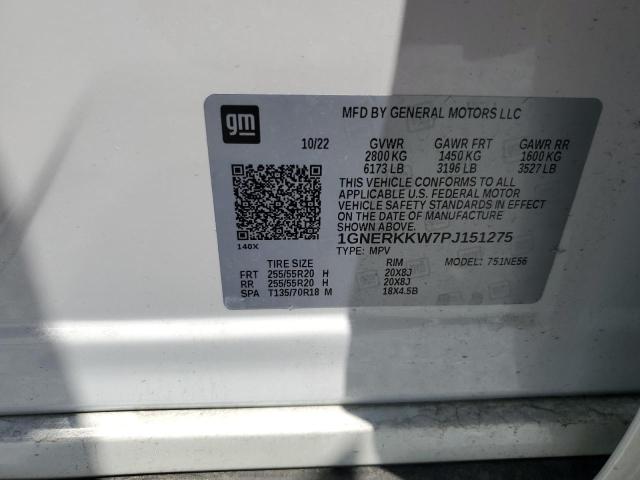 gm
MFD BY GENERAL MOTORS LLC
10/22 GVWR GAWR FRT GAWR RR
2800 KG 1450 KG 1600 KG
6173 LB 3196 LB 3527 LB
THIS VEHICLE CONFORMS TO ALL
APPLICABLE U.S. FEDERAL MOTOR
VEHICLE SAFETY STANDARDS IN EFFECT
ON THE DATE OF MANUFACTURE
SHOWN ABOVE.
1GNERKKW7PJ151275
140X
TYPE: MPV MODEL: 751NE56
TIRE SIZE RIM
FRT 255/55R20 H 20X8J
RR 255/55R20 H 20X8J
SPA T135/70R18 M 18X4.5B